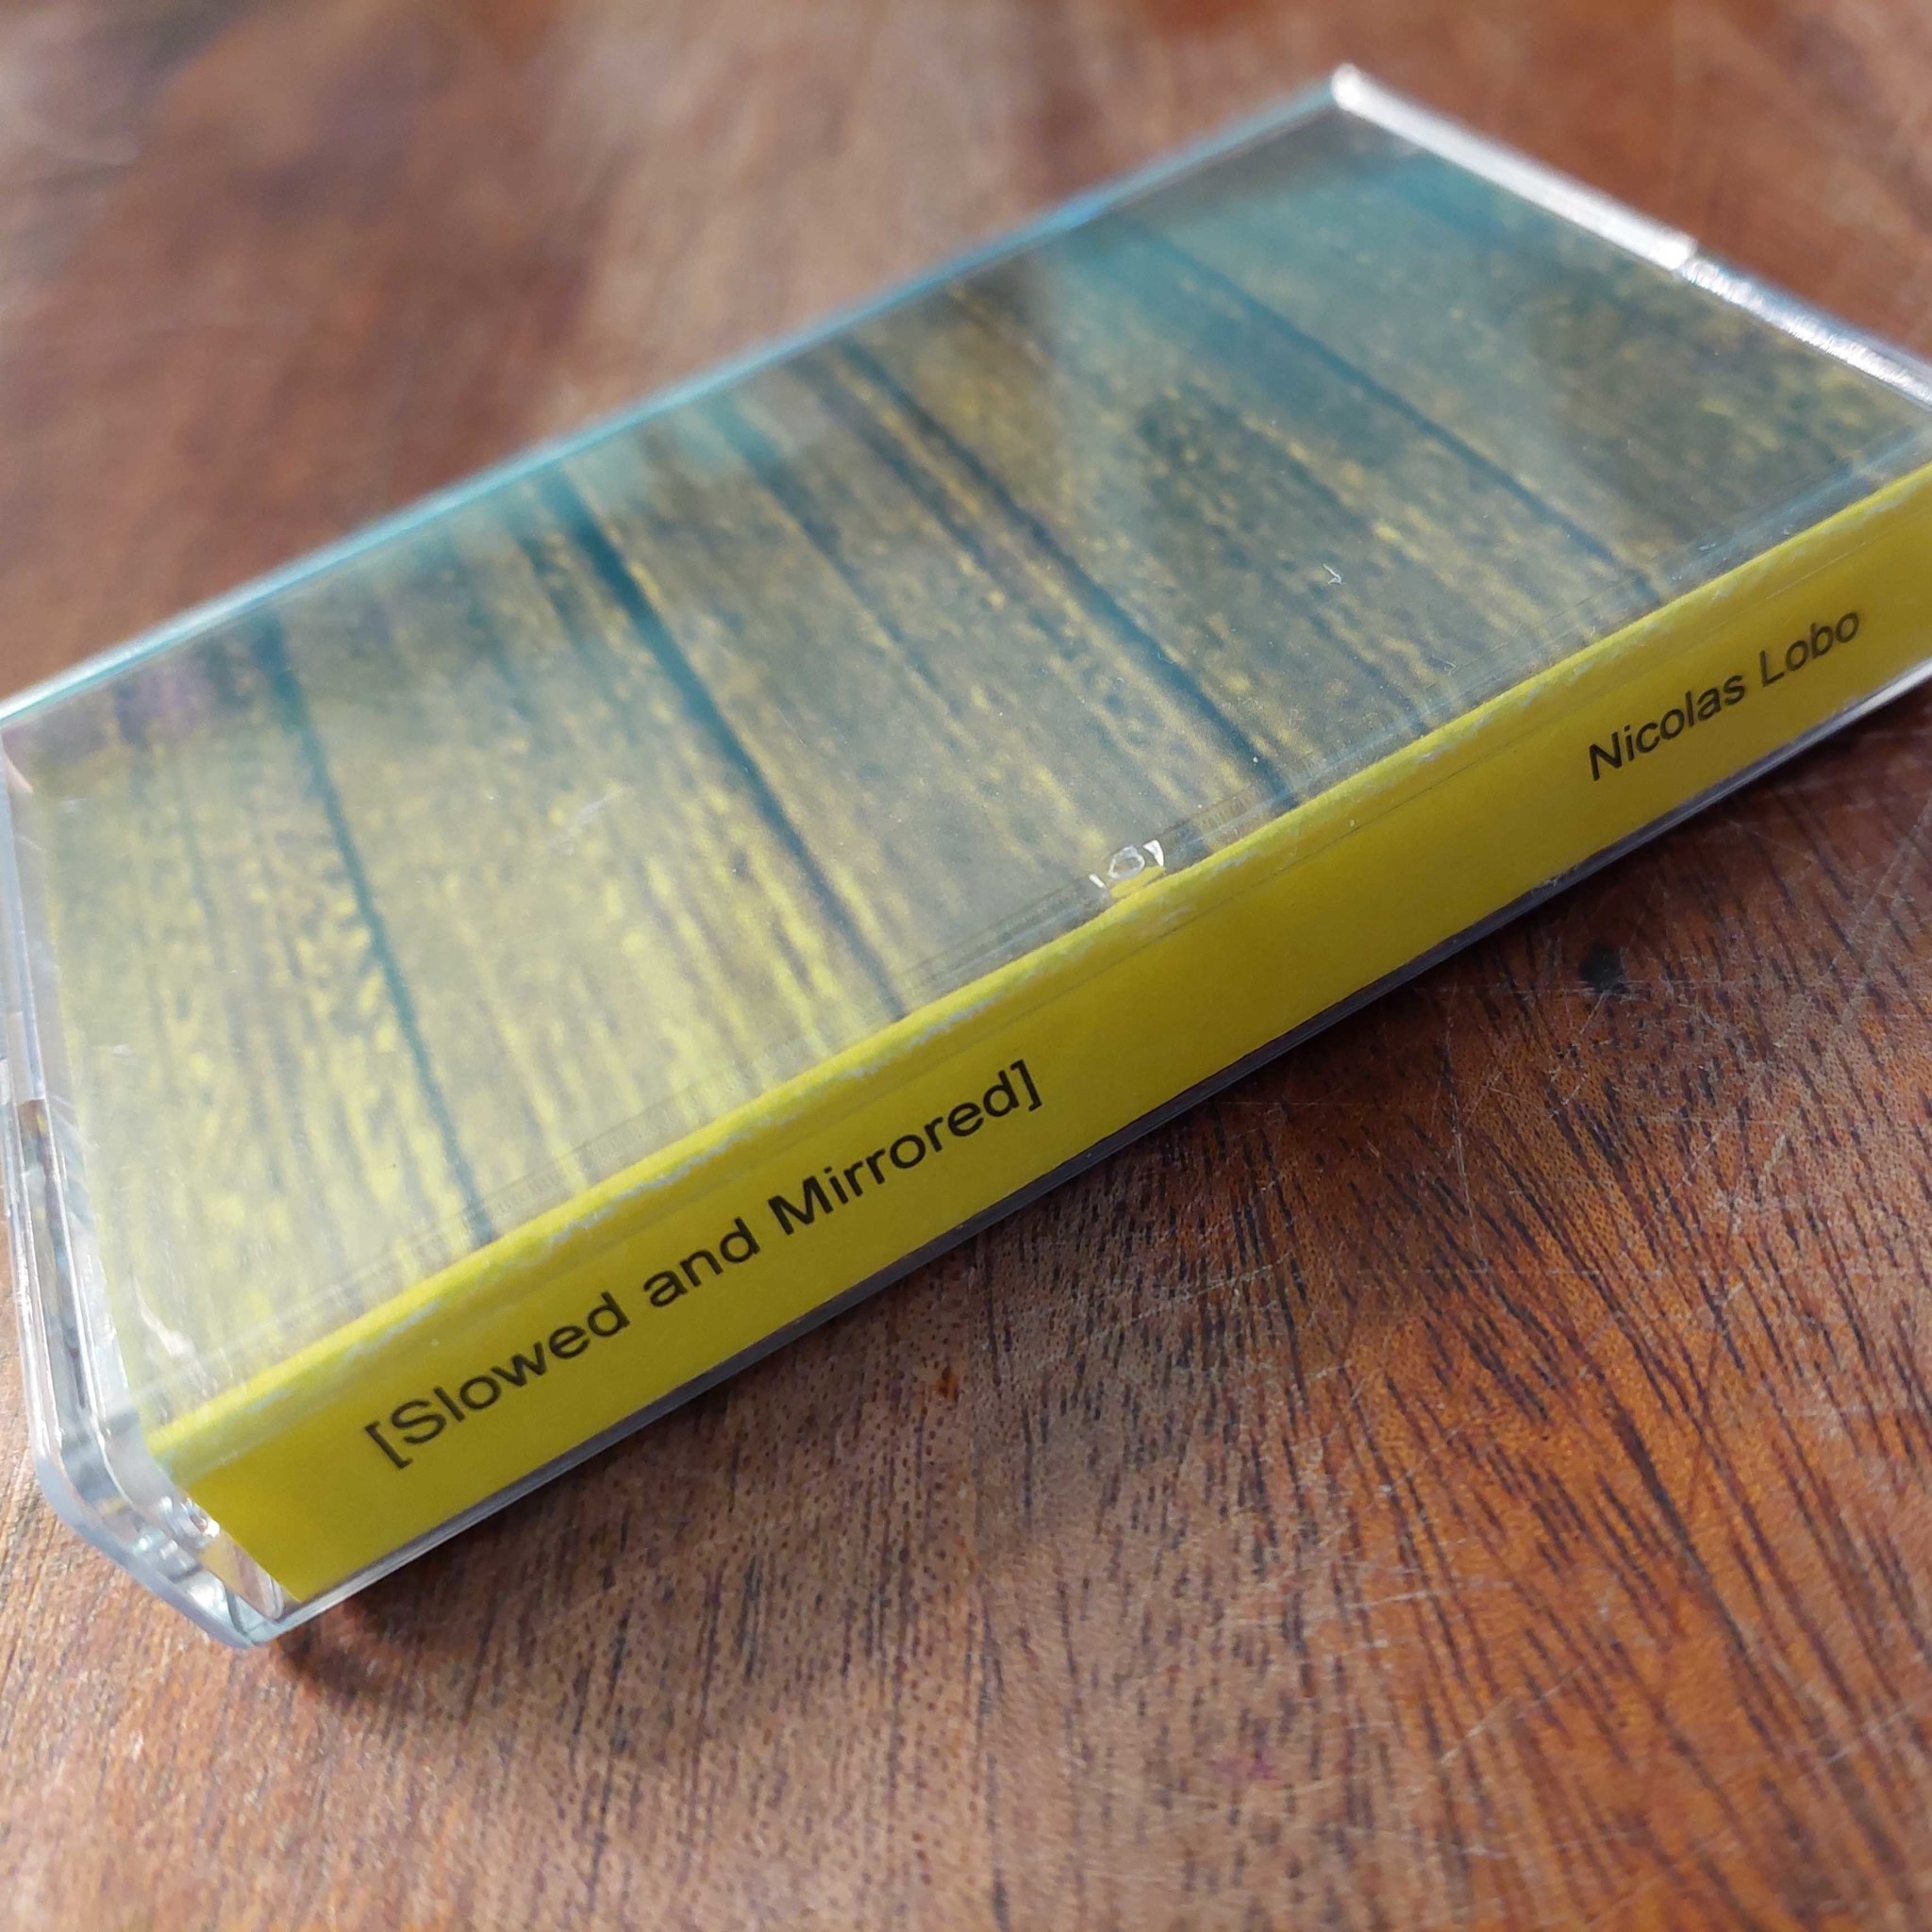 [Slowed and Mirrored]
Nicolas Lobo